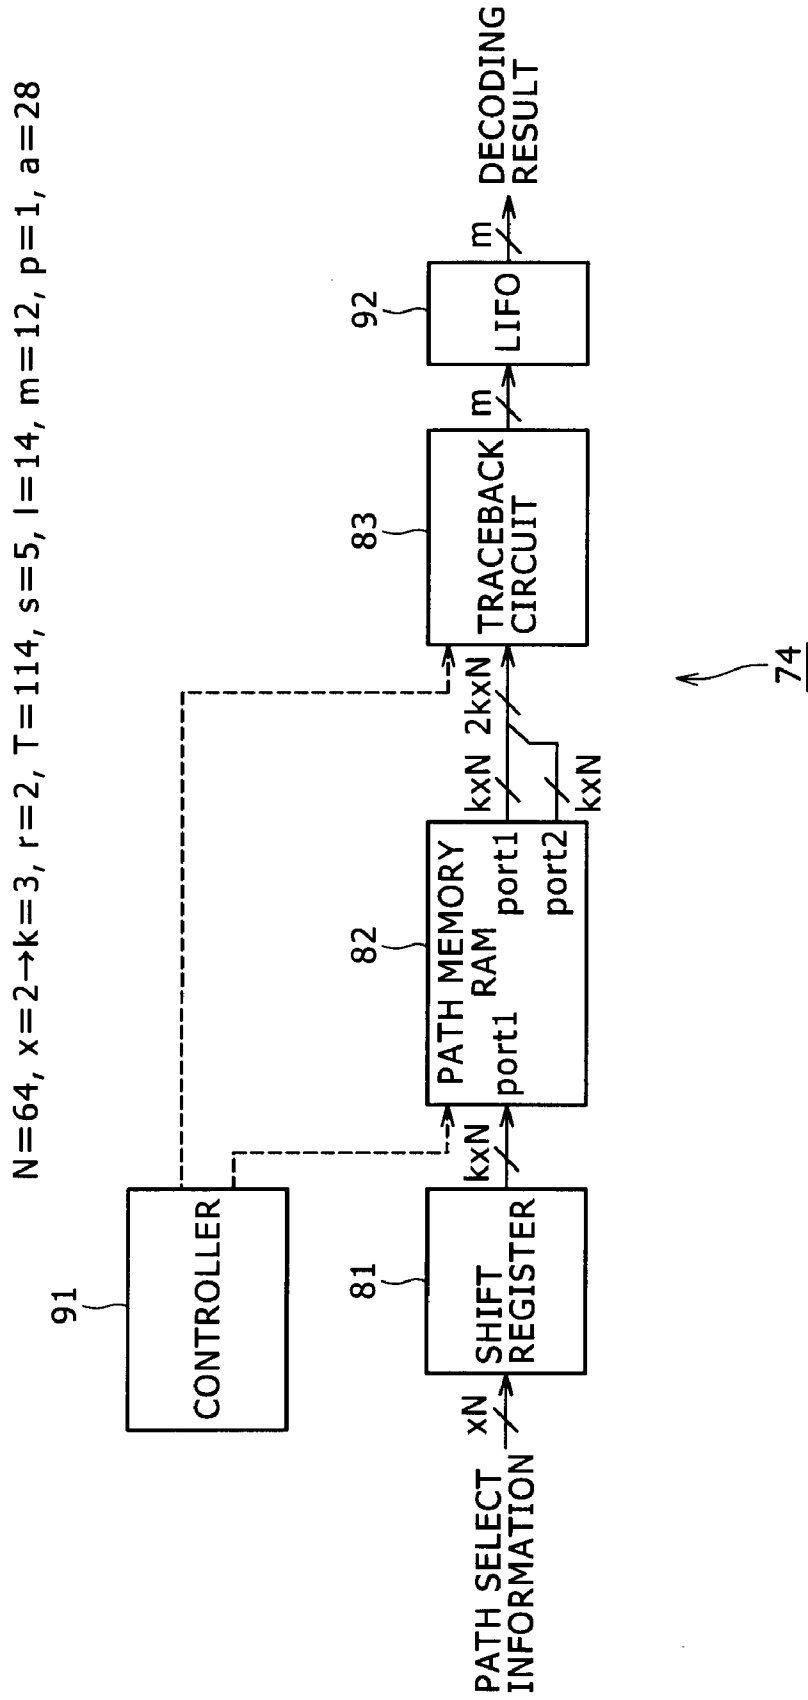 N=64, x=2→k=3, r=2, T=114, s=5, l=14, m=12, p=1, a=28
91
CONTROLLER
PATH SELECT
INFORMATION
xN
81
SHIFT
REGISTER
kxN
82
PATH MEMORY
RAM
port1
port1
port2
kxN
kxN
2kxN
83
TRACEBACK
CIRCUIT
m
92
LIFO
m
DECODING
RESULT
74